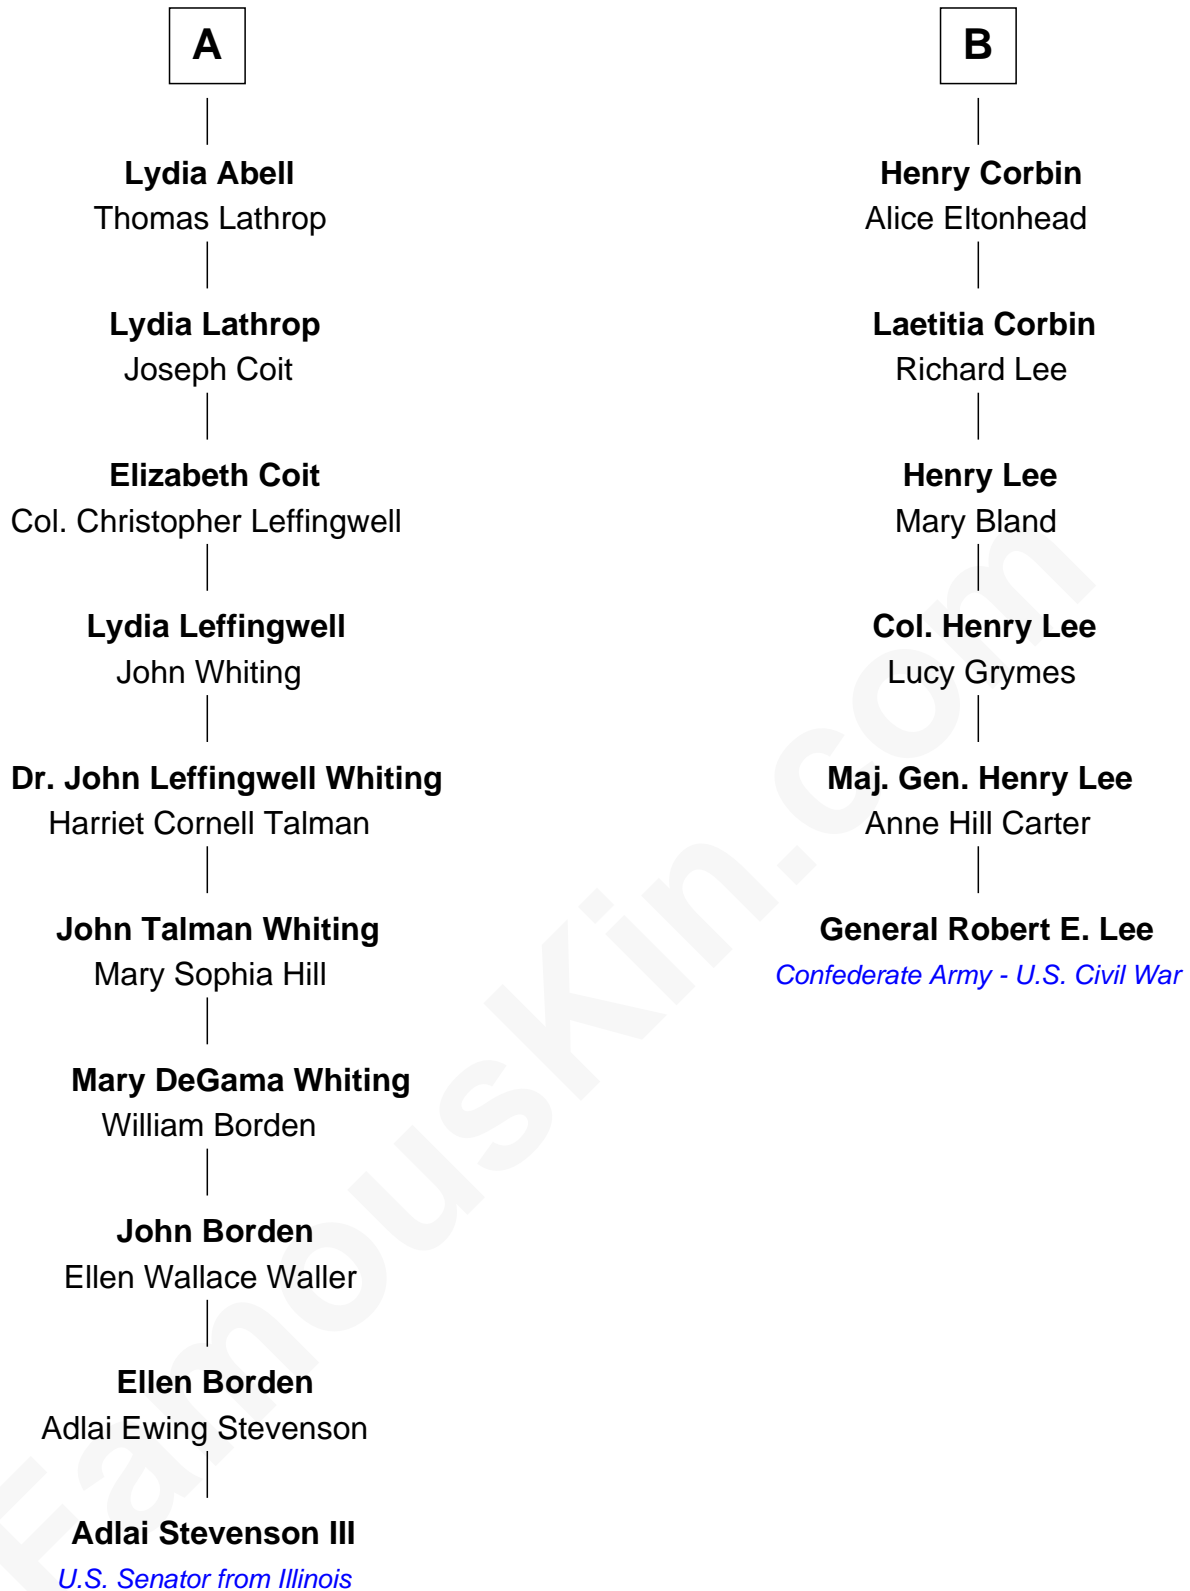 A
Lydia Abell
Thomas Lathrop
Lydia Lathrop
Joseph Coit
Elizabeth Coit
Col. Christopher Leffingwell
Lydia Leffingwell
John Whiting
Dr. John Leffingwell Whiting
Harriet Cornell Talman
John Talman Whiting
Mary Sophia Hill
Mary DeGama Whiting
William Borden
John Borden
Ellen Wallace Waller
Ellen Borden
Adlai Ewing Stevenson
Adlai Stevenson III
U.S. Senator from Illinois
B
Henry Corbin
Alice Eltonhead
Laetitia Corbin
Richard Lee
Henry Lee
Mary Bland
Col. Henry Lee
Lucy Grymes
Maj. Gen. Henry Lee
Anne Hill Carter
General Robert E. Lee
Confederate Army - U.S. Civil War
FamousKin.com